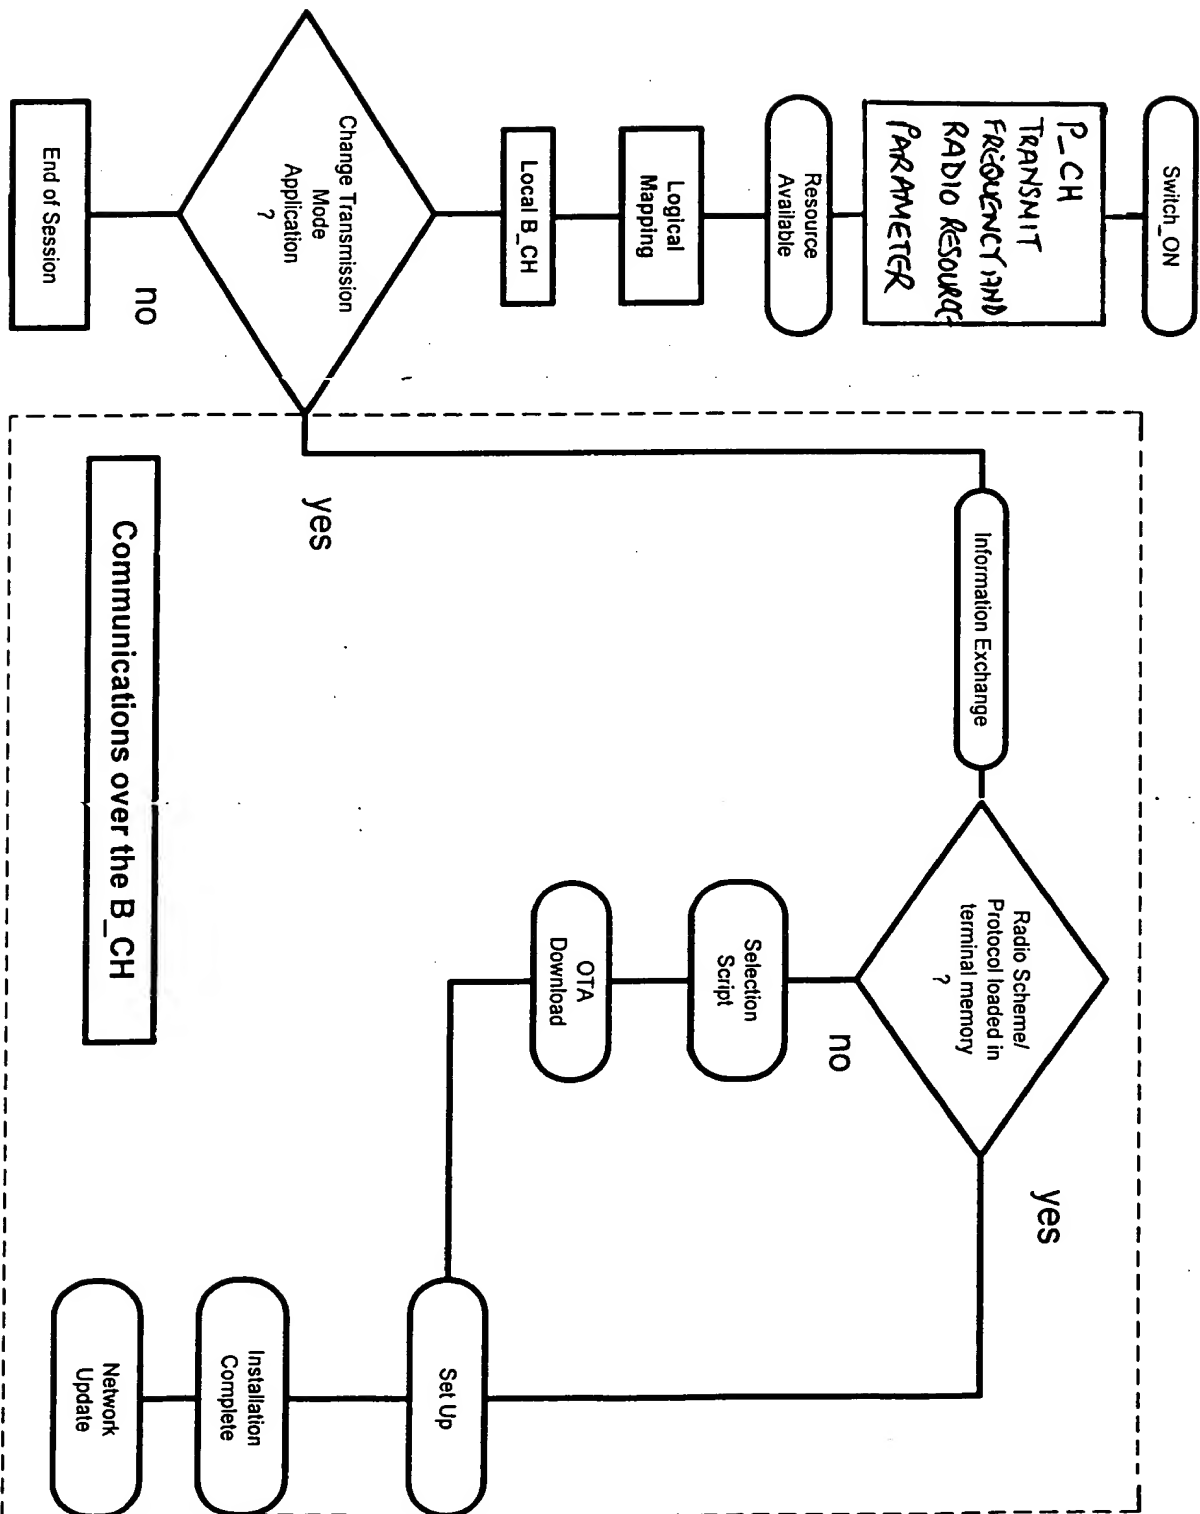 Switch_ON
P_CH
TRANSMIT
FREQUENCY AND
RADIO RESOURCE
PARAMETER
Resource
Available
Logical
Mapping
Local B_CH
Change Transmission
Mode
Application
?
no
End of Session
yes
Information Exchange
Radio Scheme/
Protocol loaded in
terminal memory
?
yes
no
Selection
Script
OTA
Download
Set Up
Installation
Complete
Network
Update
Communications over the B_CH